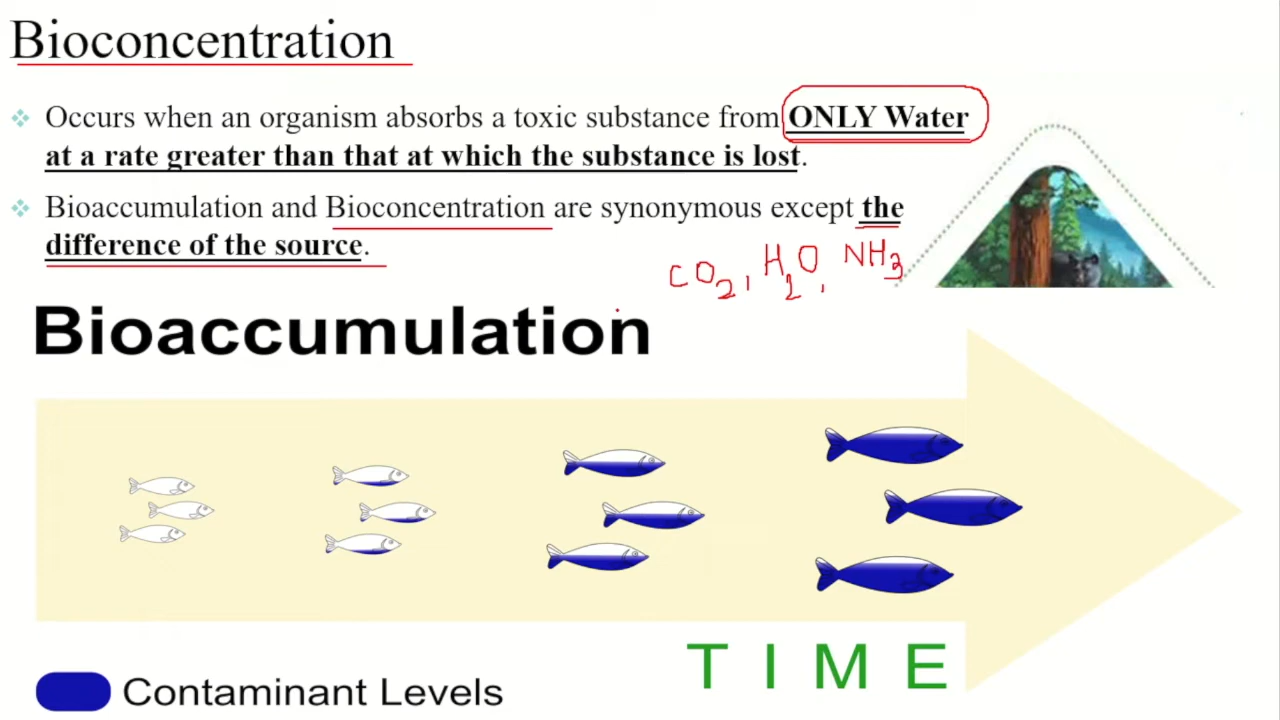 Bioconcentration
Occurs when an organism absorbs a toxic substance from ONLY Water
at a rate greater than that at which the substance is lost.
Bioaccumulation and Bioconcentration are synonymous except the
difference of the source.
CO₂, H₂O, NH₃
Bioaccumulation
TIME
Contaminant Levels